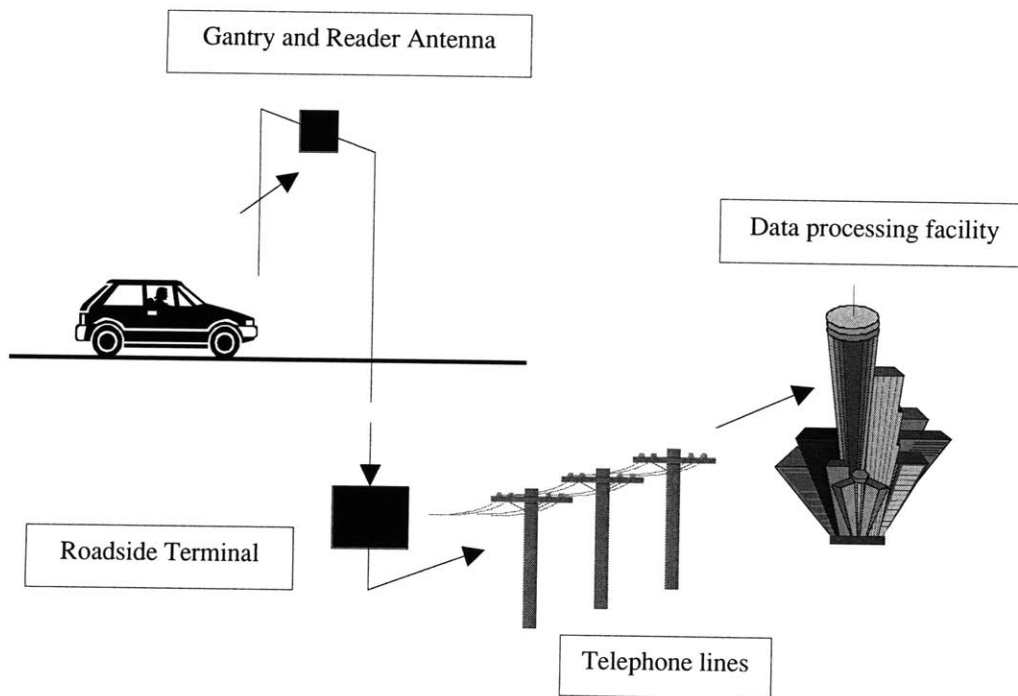 Gantry and Reader Antenna
Data processing facility
Roadside Terminal
Telephone lines